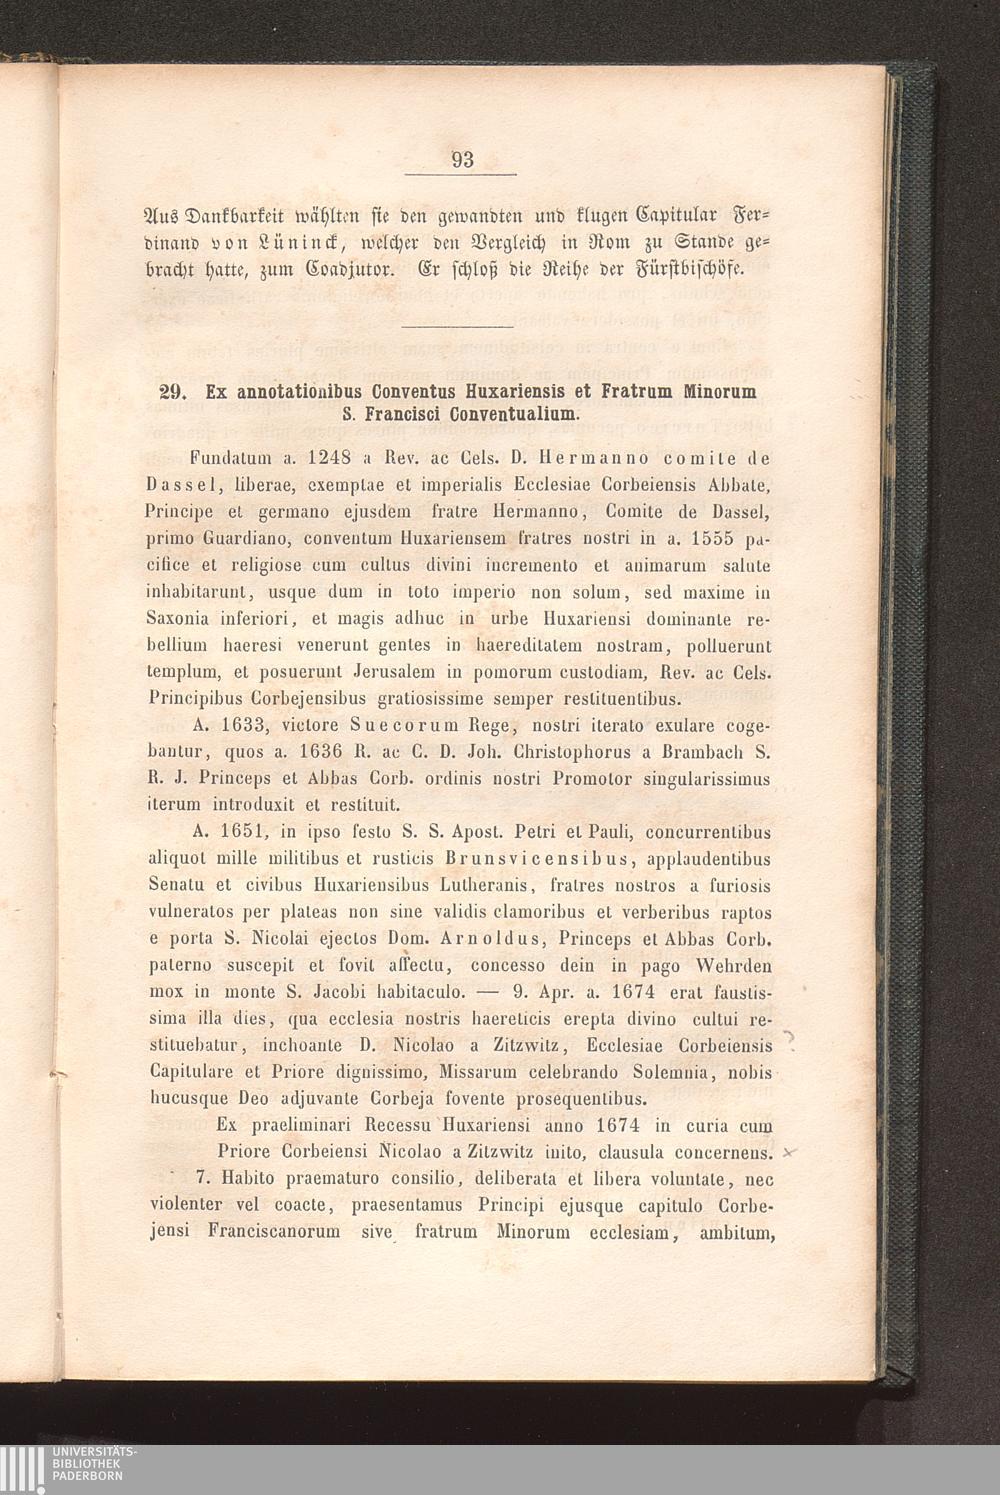 93
Aus Dankbarkeit wählten sie den gewandten und klugen Capitular Fer-
dinand von Lüninck, welcher den Vergleich in Rom zu Stande ge-
bracht hatte, zum Coadjutor. Er schloß die Reihe der Fürstbischöfe.
29. Ex annotationibus Conventus Huxariensis et Fratrum Minorum
S. Francisci Conventualium.
Fundatum a. 1248 a Rev. ac Cels. D. Hermanno comite de
Dassel, liberae, exemptae et imperialis Ecclesiae Corbeiensis Abbate,
Principe et germano ejusdem fratre Hermanno, Comite de Dassel,
primo Guardiano, conventum Huxariensem fratres nostri in a. 1555 pa-
cifice et religiose cum cultus divini incremento et animarum salute
inhabitarunt, usque dum in toto imperio non solum, sed maxime in
Saxonia inferiori, et magis adhuc in urbe Huxariensi dominante re-
bellium haeresi venerunt gentes in haereditatem nostram, polluerunt
templum, et posuerunt Jerusalem in pomorum custodiam, Rev. ac Cels.
Principibus Corbejensibus gratiosissime semper restituentibus.
A. 1633, victore Suecorum Rege, nostri iterato exulare coge-
bantur, quos a. 1636 R. ac C. D. Joh. Christophorus a Brambach S.
R. J. Princeps et Abbas Corb. ordinis nostri Promotor singularissimus
iterum introduxit et restituit.
A. 1651, in ipso festo S. S. Apost. Petri et Pauli, concurrentibus
aliquot mille militibus et rusticis Brunsvicensibus, applaudentibus
Senatu et civibus Huxariensibus Lutheranis, fratres nostros a furiosis
vulneratos per plateas non sine validis clamoribus et verberibus raptos
e porta S. Nicolai ejectos Dom. Arnoldus, Princeps et Abbas Corb.
paterno suscepit et fovit affectu, concesso dein in pago Wehrden
mox in monte S. Jacobi habitaculo. — 9. Apr. a. 1674 erat faustis-
sima illa dies, qua ecclesia nostris haereticis erepta divino cultui re-
stituebatur, inchoante D. Nicolao a Zitzwitz, Ecclesiae Corbeiensis ?
Capitulare et Priore dignissimo, Missarum celebrando Solemnia, nobis
hucusque Deo adjuvante Corbeja fovente prosequentibus.
Ex praeliminari Recessu Huxariensi anno 1674 in curia cum
Priore Corbeiensi Nicolao a Zitzwitz inito, clausula concernens. ×
7. Habito praematuro consilio, deliberata et libera voluntate, nec
violenter vel coacte, praesentamus Principi ejusque capitulo Corbe-
jensi Franciscanorum sive fratrum Minorum ecclesiam, ambitum,
UNIVERSITÄTS-
BIBLIOTHEK
PADERBORN